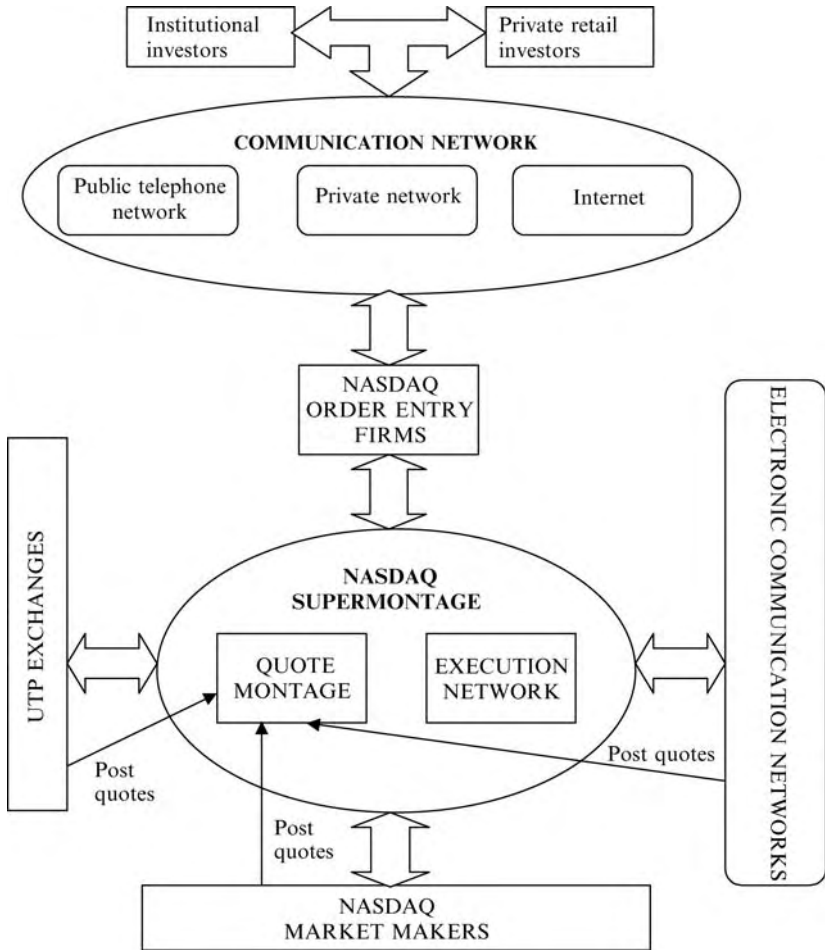 Institutional
investors
Private retail
investors
COMMUNICATION NETWORK
Public telephone
network
Private network
Internet
NASDAQ
ORDER ENTRY
FIRMS
UTP EXCHANGES
ELECTRONIC COMMUNICATION NETWORKS
NASDAQ
SUPERMONTAGE
QUOTE
MONTAGE
EXECUTION
NETWORK
Post
quotes
Post
quotes
Post quotes
NASDAQ
MARKET MAKERS